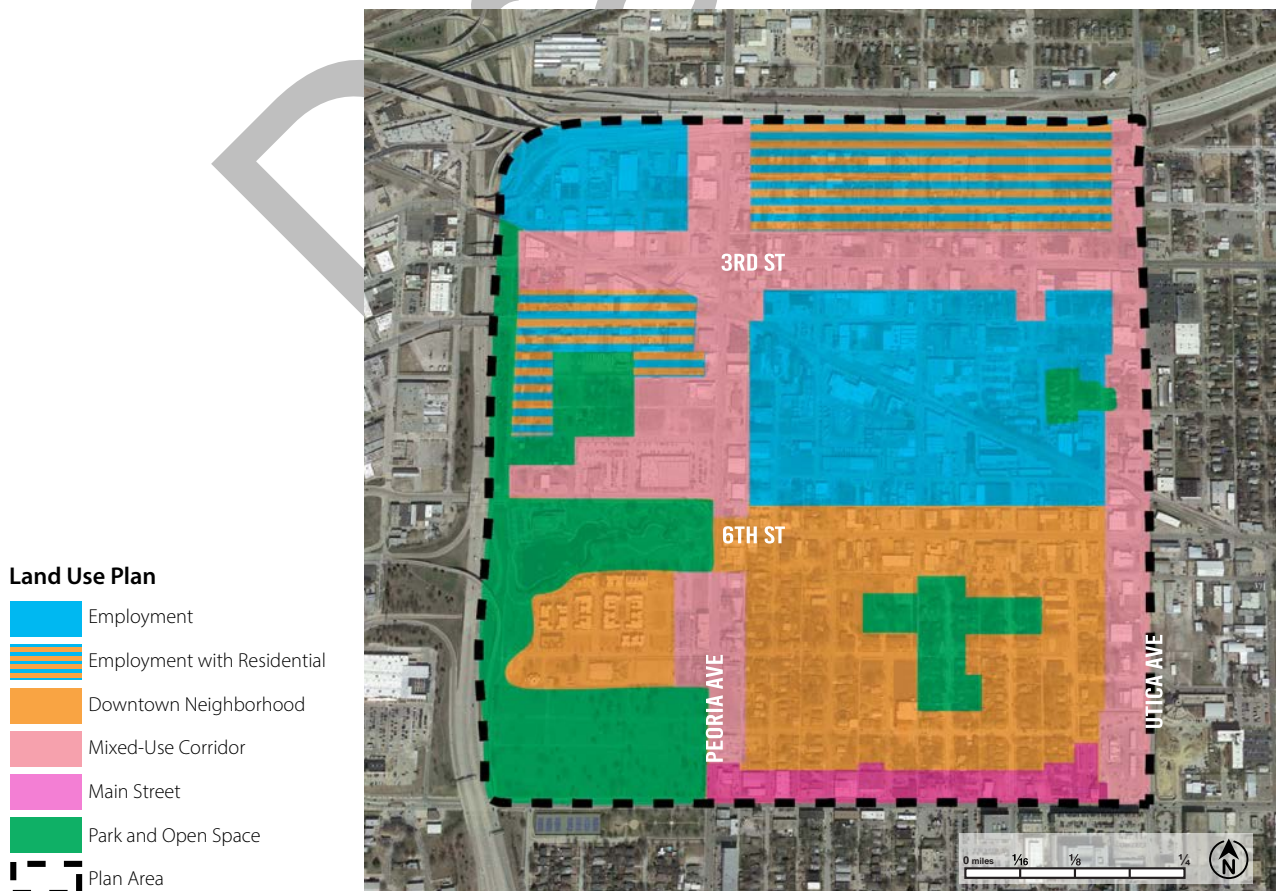 3RD ST
6TH ST
PEORIA AVE
UTICA AVE
Land Use Plan
Employment
Employment with Residential
Downtown Neighborhood
Mixed-Use Corridor
Main Street
Park and Open Space
Plan Area
0 miles 1/16 1/8 1/4
N